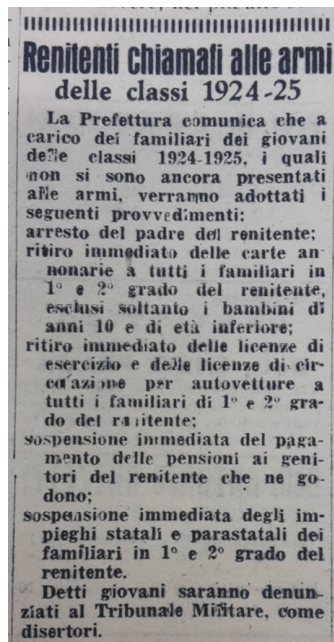 Renitenti chiamati alle armi
delle classi 1924-25
La Prefettura comunica che a
carico dei familiari dei giovani
delle classi 1924-1925, i quali
non si sono ancora presentati
alle armi, verranno adottati i
seguenti provvedimenti:
arresto del padre del renitente;
ritiro immediato delle carte an-
nonarie a tutti i familiari in
1º e 2º grado del renitente,
esclusi soltanto i bambini di
anni 10 e di età inferiore;
ritiro immediato delle licenze di
esercizio e delle licenze di cir-
colazione per autovetture a
tutti i familiari di 1º e 2º gra-
do del renitente;
sospensione immediata del paga-
mento delle pensioni ai geni-
tori del renitente che ne go-
dono;
sospensione immediata degli im-
pieghi statali e parastatali dei
familiari in 1º e 2º grado del
renitente.
Detti giovani saranno denun-
ziati al Tribunale Militare, come
disertori.